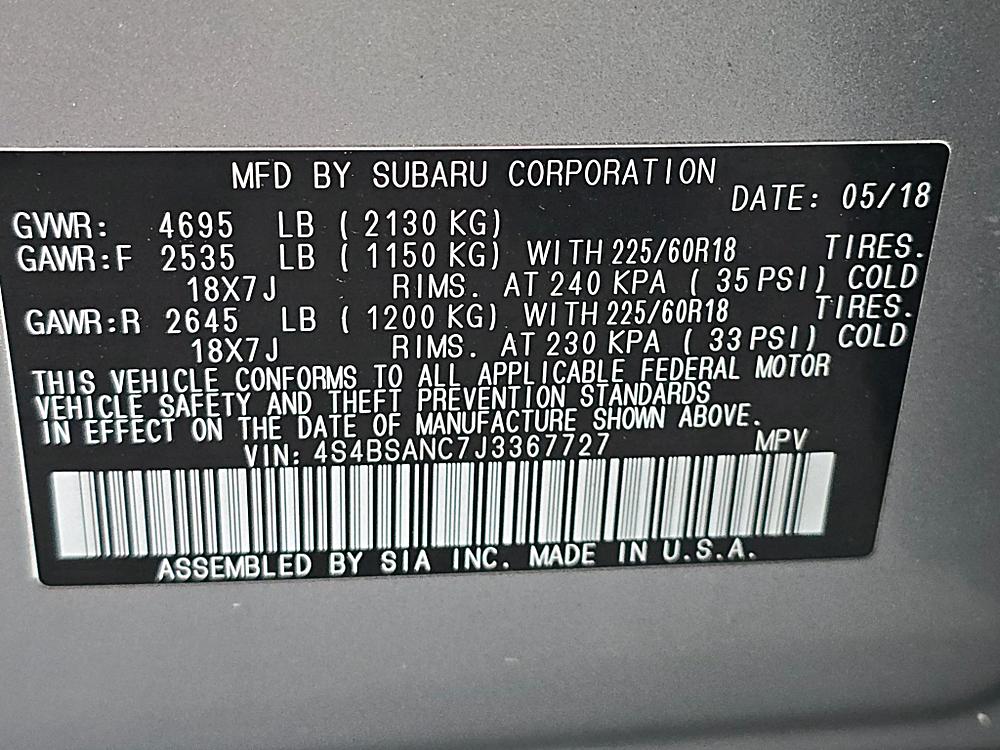 MFD BY SUBARU CORPORATION
DATE: 05/18
GVWR: 4695 LB ( 2130 KG)
GAWR:F 2535 LB ( 1150 KG) WITH 225/60R18 TIRES.
18X7J RIMS. AT 240 KPA ( 35 PSI) COLD
GAWR:R 2645 LB ( 1200 KG) WITH 225/60R18 TIRES.
18X7J RIMS. AT 230 KPA ( 33 PSI) COLD
THIS VEHICLE CONFORMS TO ALL APPLICABLE FEDERAL MOTOR
VEHICLE SAFETY AND THEFT PREVENTION STANDARDS
IN EFFECT ON THE DATE OF MANUFACTURE SHOWN ABOVE.
VIN: 4S4BSANC7J3367727 MPV
ASSEMBLED BY SIA INC. MADE IN U.S.A.